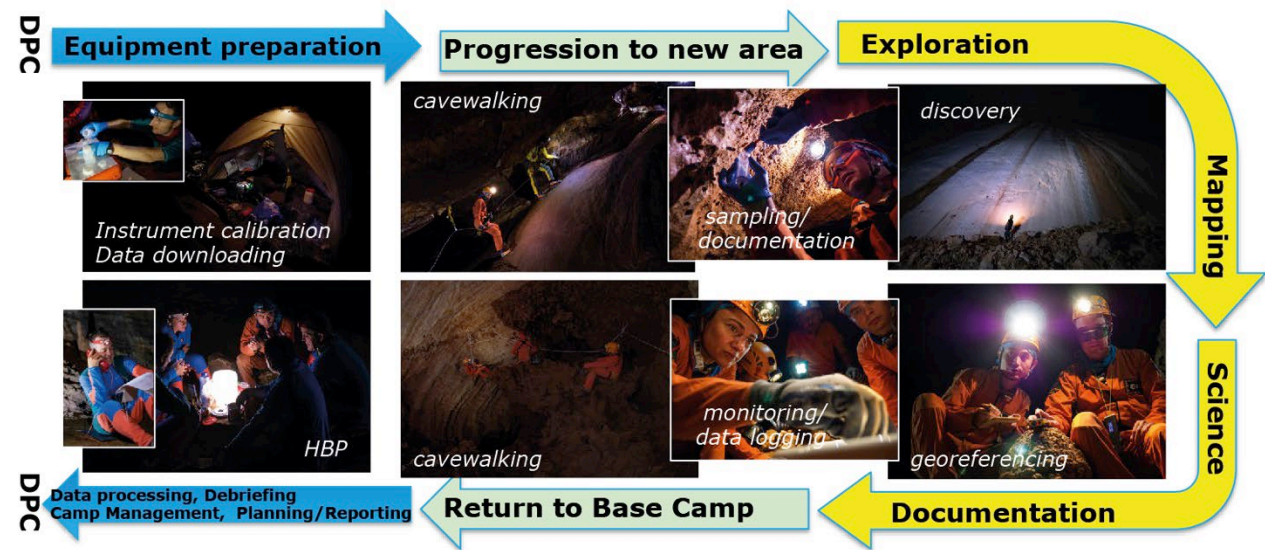 DPC
Equipment preparation
Progression to new area
Exploration
cavewalking
discovery
Mapping
sampling/
documentation
Instrument calibration
Data downloading
HBP
cavewalking
monitoring/
data logging
georeferencing
Science
DPC
Data processing, Debriefing
Camp Management, Planning/Reporting
Return to Base Camp
Documentation